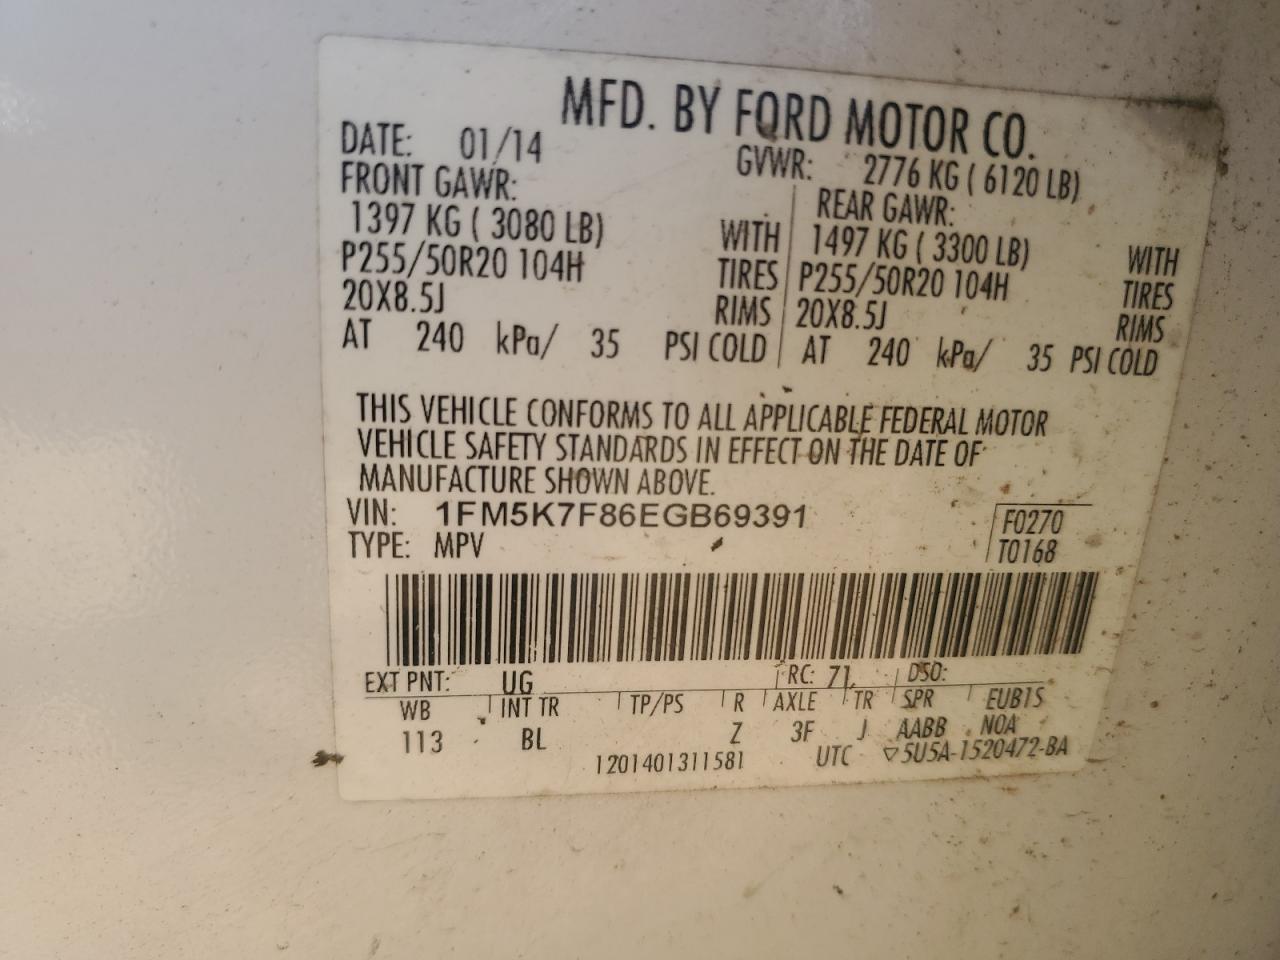 MFD. BY FORD MOTOR CO.
DATE: 01/14 GVWR: 2776 KG ( 6120 LB)
FRONT GAWR: REAR GAWR:
1397 KG ( 3080 LB) WITH 1497 KG ( 3300 LB) WITH
P255/50R20 104H TIRES P255/50R20 104H TIRES
20X8.5J RIMS 20X8.5J RIMS
AT 240 kPa/ 35 PSI COLD AT 240 kPa/ 35 PSI COLD
THIS VEHICLE CONFORMS TO ALL APPLICABLE FEDERAL MOTOR
VEHICLE SAFETY STANDARDS IN EFFECT ON THE DATE OF
MANUFACTURE SHOWN ABOVE.
VIN: 1FM5K7F86EGB69391 F0270
TYPE: MPV T0168
EXT PNT: UG RC: 71 DSO:
WB INT TR TP/PS R AXLE TR SPR EUB1S
113 BL Z 3F J AABB NOA
1201401311581 UTC ▽5U5A-1520472-BA